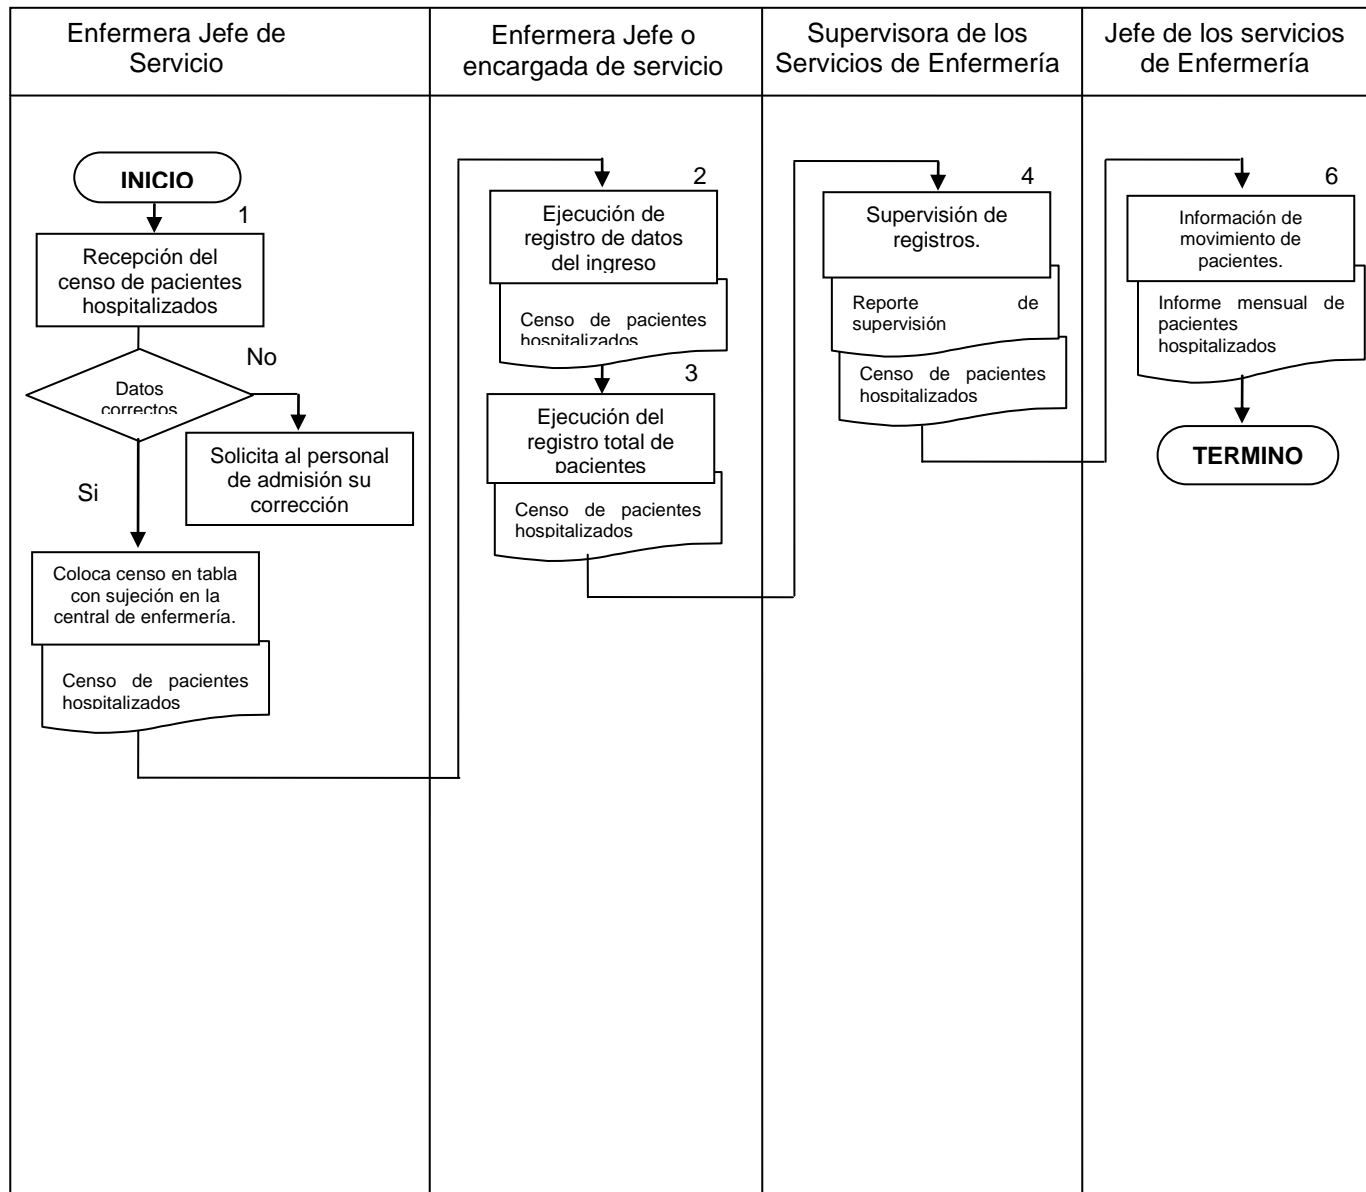 Enfermera Jefe de
Servicio
Enfermera Jefe o
encargada de servicio
Supervisora de los
Servicios de Enfermería
Jefe de los servicios
de Enfermería
INICIO
1
Recepción del
censo de pacientes
hospitalizados
No
Datos
correctos
Solicita al personal
de admisión su
corrección
Si
Coloca censo en tabla
con sujeción en la
central de enfermería.
Censo de pacientes
hospitalizados
2
Ejecución de
registro de datos
del ingreso
Censo de pacientes
hospitalizados
3
Ejecución del
registro total de
pacientes
Censo de pacientes
hospitalizados
4
Supervisión de
registros.
Reporte de
supervisión
Censo de pacientes
hospitalizados
6
Información de
movimiento de
pacientes.
Informe mensual de
pacientes
hospitalizados
TERMINO